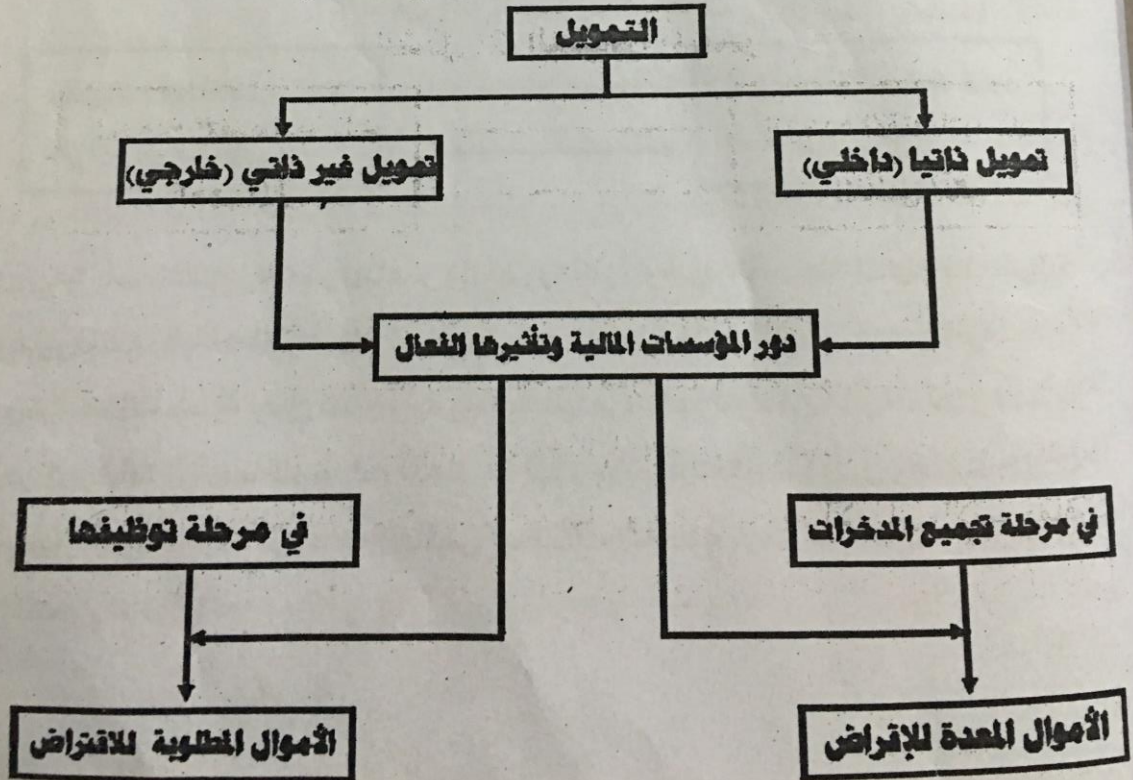 التمويل
تمويل ذاتيا (داخلي)
تمويل غير ذاتي (خارجي)
دور المؤسسات المالية وتأثيرها الفعال
في مرحلة تجميع المدخرات
في مرحلة توظيفها
الأموال المعدة للإقراض
الأموال المطلوبة للاقتراض